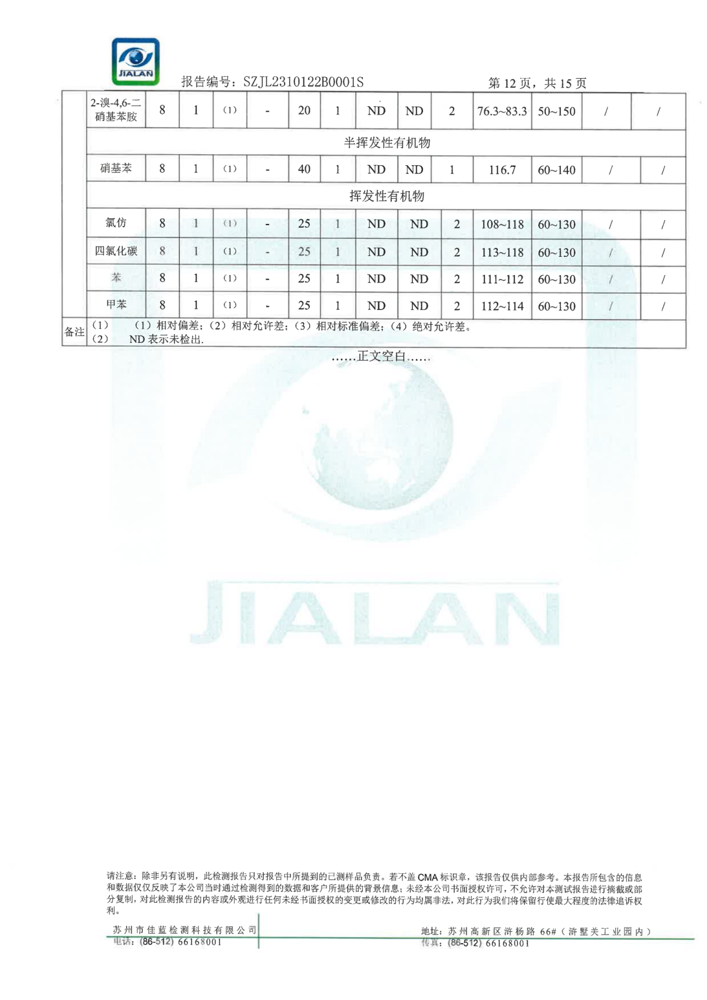 JIALAN
报告编号：SZJL2310122B0001S 第 12 页，共 15 页
2-溴-4,6-二
硝基苯胺 8 1 （1） - 20 1 ND ND 2 76.3~83.3 50~150 / /
半挥发性有机物
硝基苯 8 1 （1） - 40 1 ND ND 1 116.7 60~140 / /
挥发性有机物
氯仿 8 1 （1） - 25 1 ND ND 2 108~118 60~130 / /
四氯化碳 8 1 （1） - 25 1 ND ND 2 113~118 60~130 / /
苯 8 1 （1） - 25 1 ND ND 2 111~112 60~130 / /
甲苯 8 1 （1） - 25 1 ND ND 2 112~114 60~130 / /
备注 （1） （1）相对偏差；（2）相对允许差；（3）相对标准偏差；（4）绝对允许差。
（2） ND 表示未检出.
……正文空白……
JIALAN
请注意：除非另有说明，此检测报告只对报告中所提到的已测样品负责。若不盖 CMA 标识章，该报告仅供内部参考。本报告所包含的信息
和数据仅仅反映了本公司当时通过检测得到的数据和客户所提供的背景信息；未经本公司书面授权许可，不允许对本测试报告进行摘截或部
分复制，对此检测报告的内容或外观进行任何未经书面授权的变更或修改的行为均属非法，对此行为我们将保留行使最大程度的法律追诉权
利。
苏州市佳蓝检测科技有限公司 地址：苏州高新区浒杨路 66#（浒墅关工业园内）
电话：(86-512) 66168001 传真：(86-512) 66168001